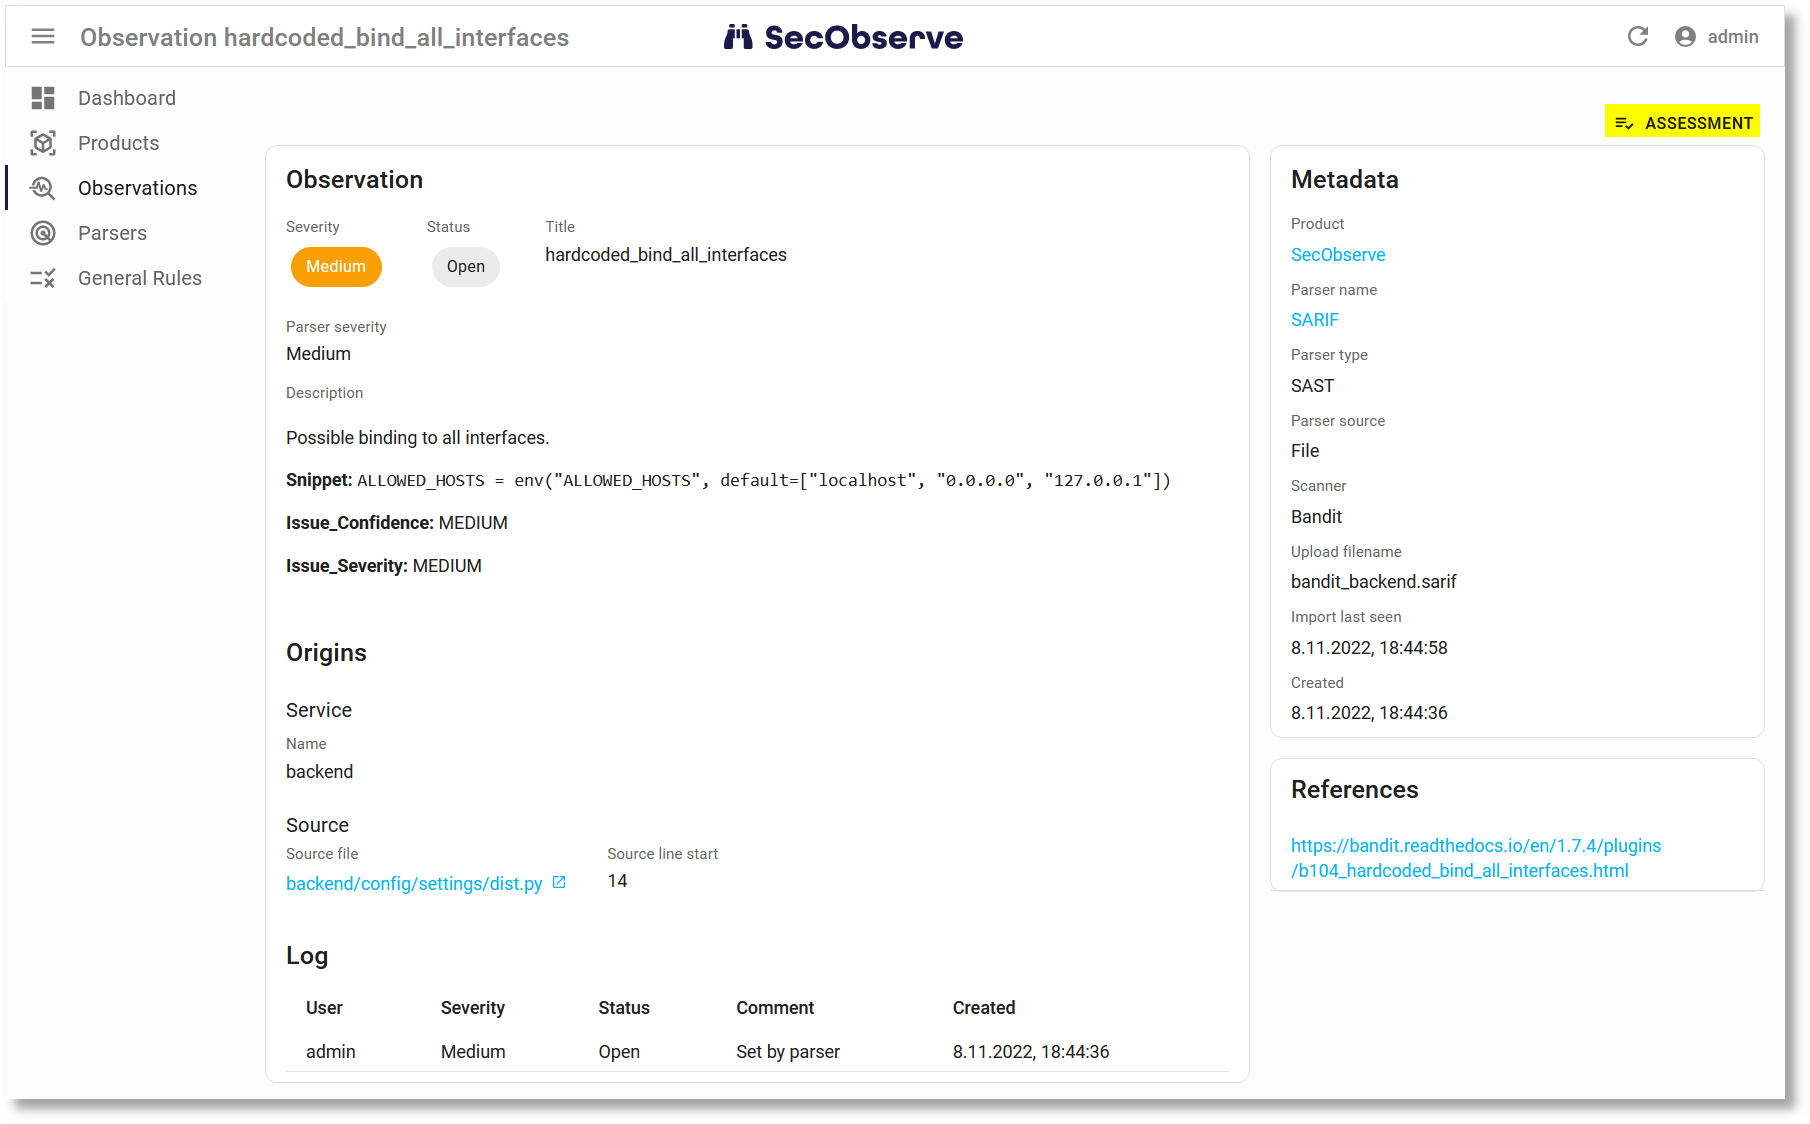 Observation hardcoded_bind_all_interfaces
SecObserve
admin
Dashboard
Products
Observations
Parsers
General Rules
ASSESSMENT
Observation
Severity
Status
Title
Medium
Open
hardcoded_bind_all_interfaces
Parser severity
Medium
Description
Possible binding to all interfaces.
Snippet: ALLOWED_HOSTS = env("ALLOWED_HOSTS", default=["localhost", "0.0.0.0", "127.0.0.1"])
Issue_Confidence: MEDIUM
Issue_Severity: MEDIUM
Origins
Service
Name
backend
Source
Source file
Source line start
backend/config/settings/dist.py
14
Log
User Severity Status Comment Created
admin Medium Open Set by parser 8.11.2022, 18:44:36
Metadata
Product
SecObserve
Parser name
SARIF
Parser type
SAST
Parser source
File
Scanner
Bandit
Upload filename
bandit_backend.sarif
Import last seen
8.11.2022, 18:44:58
Created
8.11.2022, 18:44:36
References
https://bandit.readthedocs.io/en/1.7.4/plugins
/b104_hardcoded_bind_all_interfaces.html